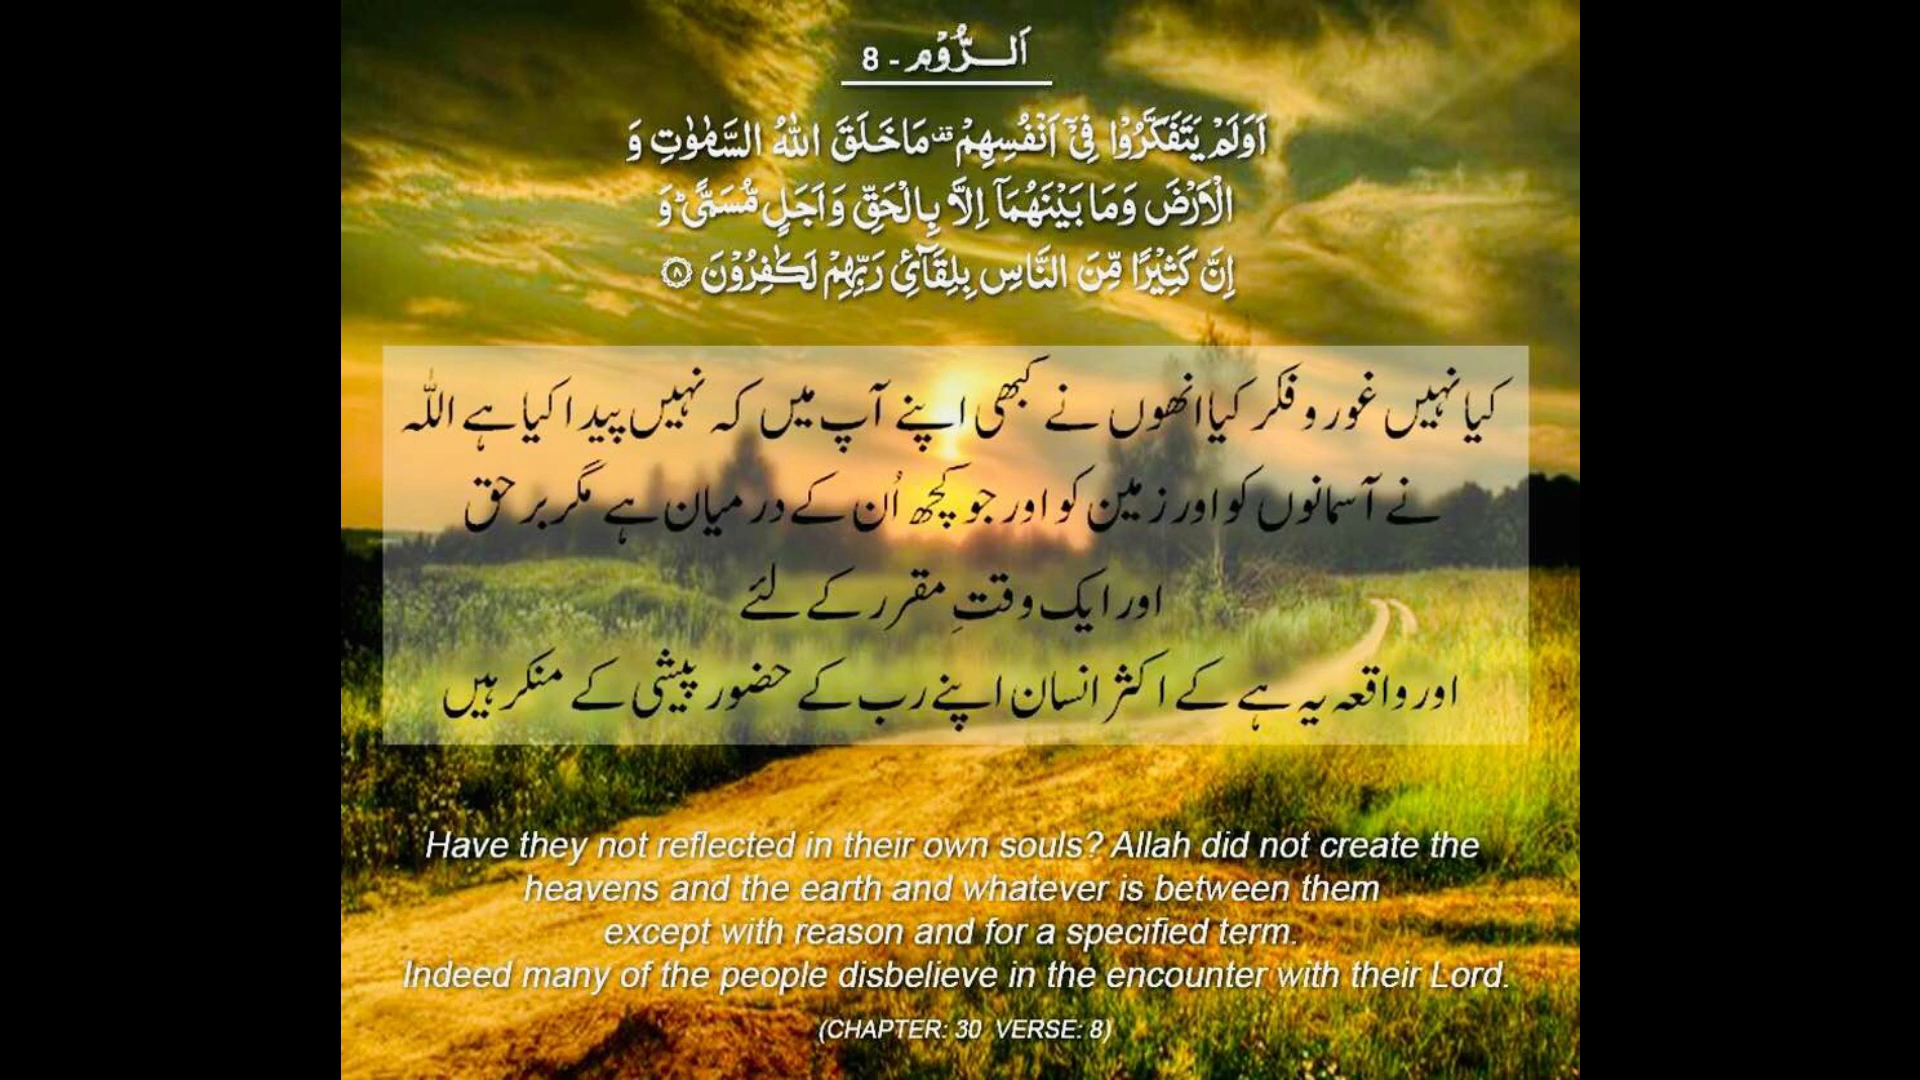 اَلرُّوْم - 8
اَوَلَمْ يَتَفَكَّرُوْا فِىْٓ اَنْفُسِهِمْ ۣ مَا خَلَقَ اللّٰهُ السَّمٰوٰتِ وَ
الْاَرْضَ وَمَا بَيْنَهُمَآ اِلَّا بِالْحَقِّ وَاَجَلٍ مُّسَمًّى ؕ وَ
اِنَّ كَثِيْرًا مِّنَ النَّاسِ بِلِقَآئِ رَبِّهِمْ لَكٰفِرُوْنَ ۸
کیا نہیں غور و فکر کیا انھوں نے کبھی اپنے آپ میں کہ نہیں پیدا کیا ہے اللہ
نے آسمانوں کو اور زمین کو اور جو کچھ اُن کے درمیان ہے مگر بر حق
اور ایک وقتِ مقرر کے لئے
اور واقعہ یہ ہے کے اکثر انسان اپنے رب کے حضور پیشی کے منکر ہیں
Have they not reflected in their own souls? Allah did not create the
heavens and the earth and whatever is between them
except with reason and for a specified term.
Indeed many of the people disbelieve in the encounter with their Lord.
(CHAPTER: 30 VERSE: 8)